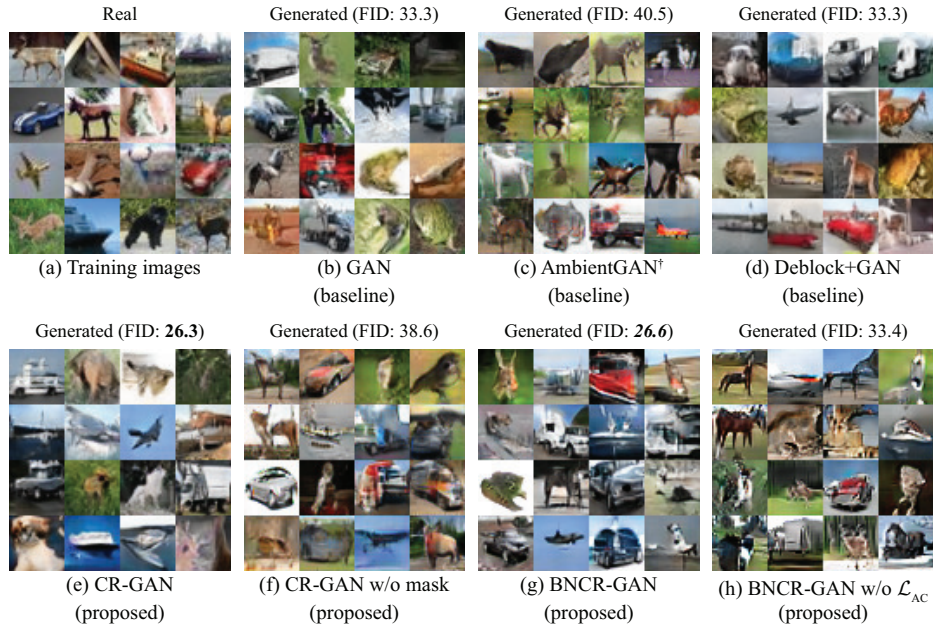 Real
Generated (FID: 33.3)
Generated (FID: 40.5)
Generated (FID: 33.3)
(a) Training images
(b) GAN
(baseline)
(c) AmbientGAN†
(baseline)
(d) Deblock+GAN
(baseline)
Generated (FID: 26.3)
Generated (FID: 38.6)
Generated (FID: 26.6)
Generated (FID: 33.4)
(e) CR-GAN
(proposed)
(f) CR-GAN w/o mask
(proposed)
(g) BNCR-GAN
(proposed)
(h) BNCR-GAN w/o ℒAC
(proposed)